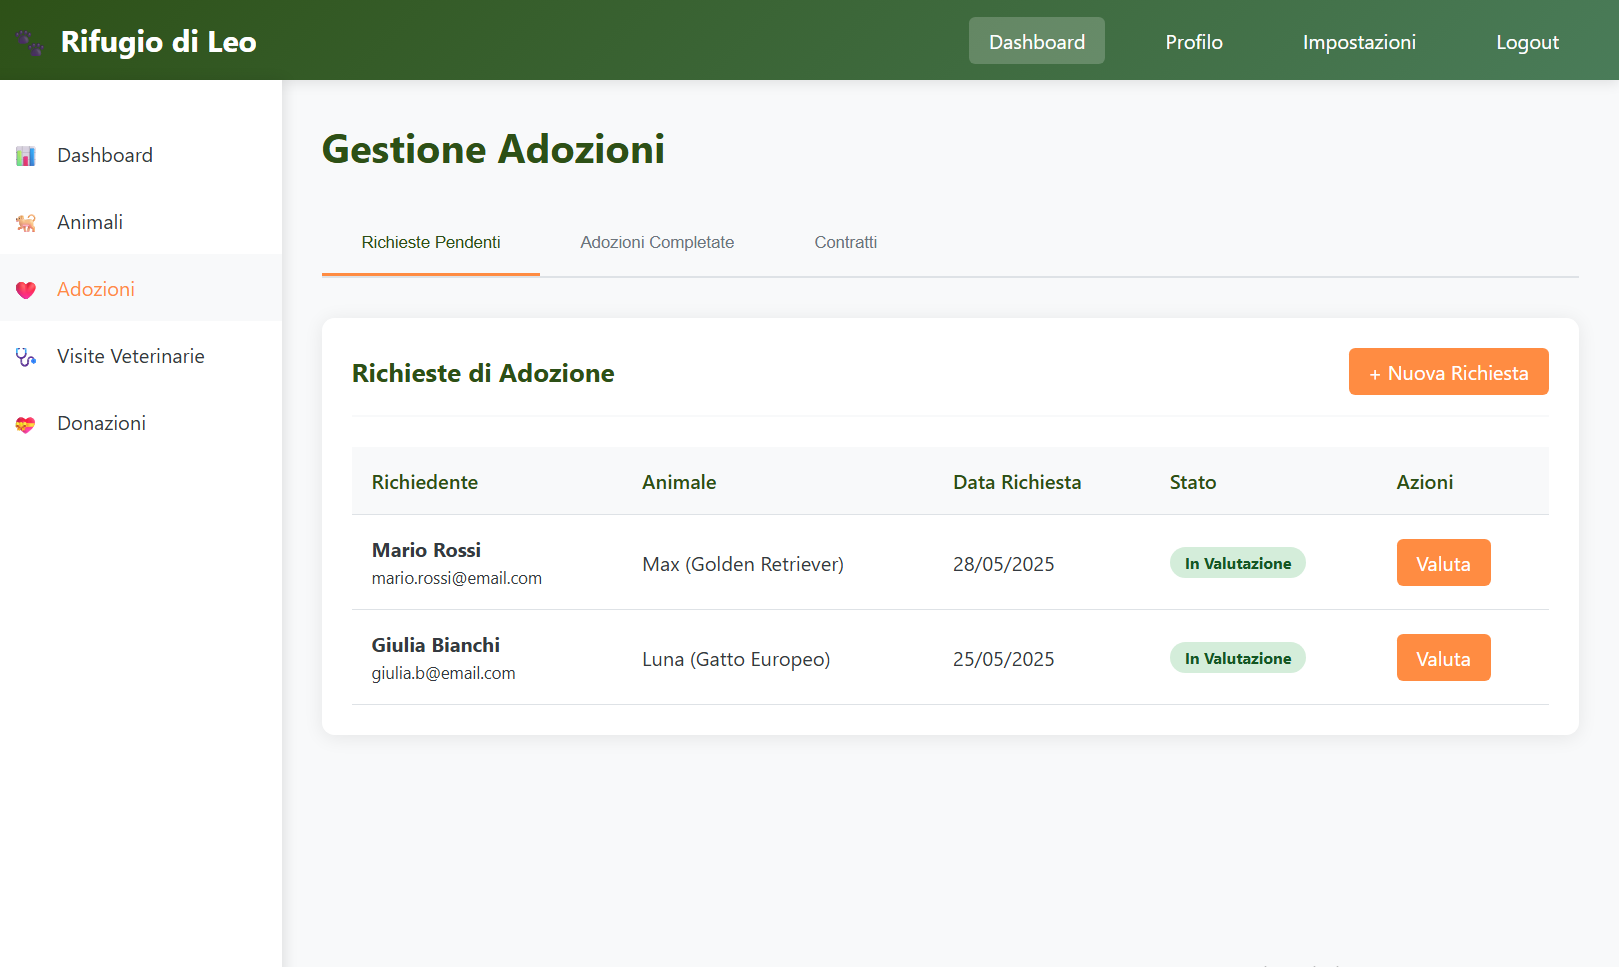 Rifugio di Leo
Dashboard
Profilo
Impostazioni
Logout
Dashboard
Animali
Adozioni
Visite Veterinarie
Donazioni
Gestione Adozioni
Richieste Pendenti
Adozioni Completate
Contratti
Richieste di Adozione
+ Nuova Richiesta
Richiedente Animale Data Richiesta Stato Azioni
Mario Rossi
mario.rossi@email.com
Max (Golden Retriever) 28/05/2025 In Valutazione Valuta
Giulia Bianchi
giulia.b@email.com
Luna (Gatto Europeo) 25/05/2025 In Valutazione Valuta